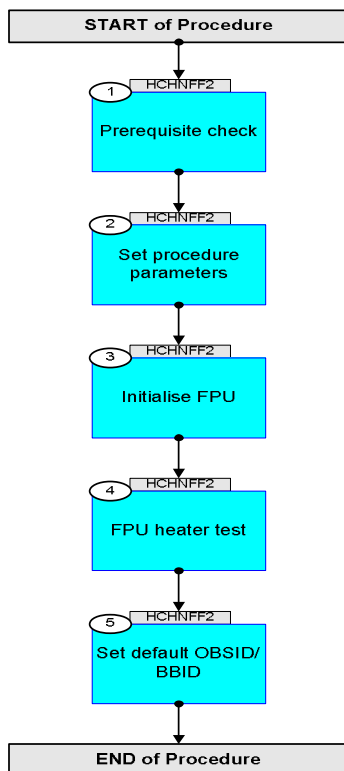 START of Procedure
HCHNFF2
1
Prerequisite check
HCHNFF2
2
Set procedure
parameters
HCHNFF2
3
Initialise FPU
HCHNFF2
4
FPU heater test
HCHNFF2
5
Set default OBSID/
BBID
END of Procedure